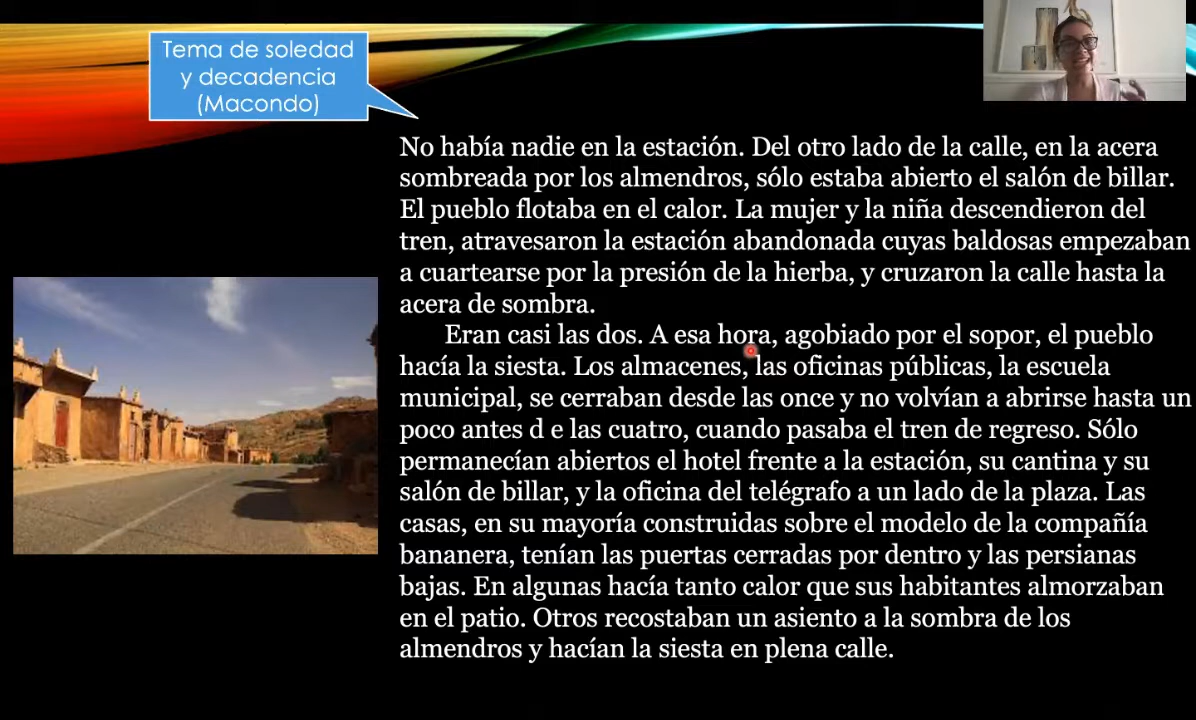 Tema de soledad
y decadencia
(Macondo)
No había nadie en la estación. Del otro lado de la calle, en la acera
sombreada por los almendros, sólo estaba abierto el salón de billar.
El pueblo flotaba en el calor. La mujer y la niña descendieron del
tren, atravesaron la estación abandonada cuyas baldosas empezaban
a cuartearse por la presión de la hierba, y cruzaron la calle hasta la
acera de sombra.
Eran casi las dos. A esa hora, agobiado por el sopor, el pueblo
hacía la siesta. Los almacenes, las oficinas públicas, la escuela
municipal, se cerraban desde las once y no volvían a abrirse hasta un
poco antes d e las cuatro, cuando pasaba el tren de regreso. Sólo
permanecían abiertos el hotel frente a la estación, su cantina y su
salón de billar, y la oficina del telégrafo a un lado de la plaza. Las
casas, en su mayoría construidas sobre el modelo de la compañía
bananera, tenían las puertas cerradas por dentro y las persianas
bajas. En algunas hacía tanto calor que sus habitantes almorzaban
en el patio. Otros recostaban un asiento a la sombra de los
almendros y hacían la siesta en plena calle.